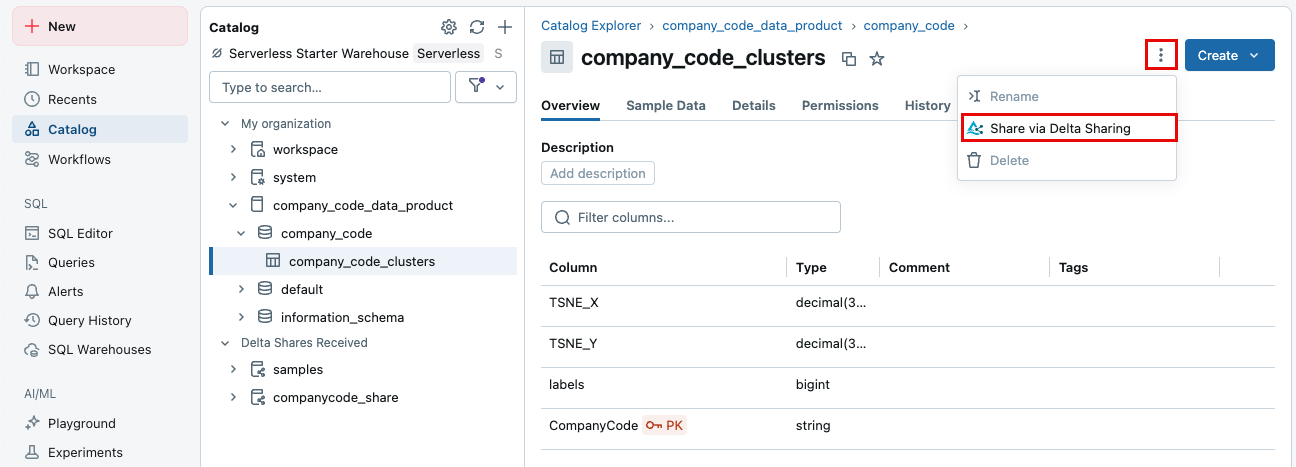 New
Workspace
Recents
Catalog
Workflows
SQL
SQL Editor
Queries
Alerts
Query History
SQL Warehouses
AI/ML
Playground
Experiments
Catalog
Serverless Starter Warehouse Serverless S
Type to search...
My organization
workspace
system
company_code_data_product
company_code
company_code_clusters
default
information_schema
Delta Shares Received
samples
companycode_share
Catalog Explorer › company_code_data_product › company_code ›
company_code_clusters
Create
Rename
Share via Delta Sharing
Delete
Overview Sample Data Details Permissions History
Description
Add description
Filter columns...
Column Type Comment Tags
TSNE_X decimal(3...
TSNE_Y decimal(3...
labels bigint
CompanyCode PK string